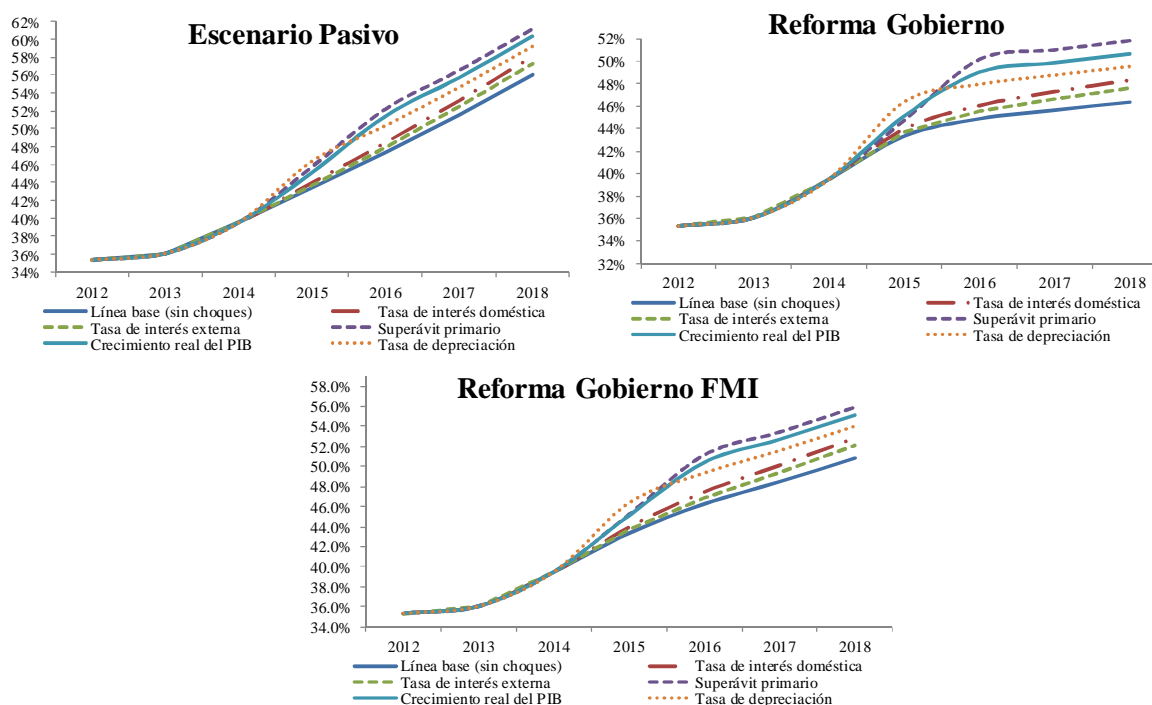 Escenario Pasivo
62%
60%
58%
56%
54%
52%
50%
48%
46%
44%
42%
40%
38%
36%
34%
2012 2013 2014 2015 2016 2017 2018
Línea base (sin choques) Tasa de interés doméstica
Tasa de interés externa Superávit primario
Crecimiento real del PIB Tasa de depreciación
Reforma Gobierno
52%
50%
48%
46%
44%
42%
40%
38%
36%
34%
32%
2012 2013 2014 2015 2016 2017 2018
Línea base (sin choques) Tasa de interés doméstica
Tasa de interés externa Superávit primario
Crecimiento real del PIB Tasa de depreciación
Reforma Gobierno FMI
58.0%
56.0%
54.0%
52.0%
50.0%
48.0%
46.0%
44.0%
42.0%
40.0%
38.0%
36.0%
34.0%
2012 2013 2014 2015 2016 2017 2018
Línea base (sin choques) Tasa de interés doméstica
Tasa de interés externa Superávit primario
Crecimiento real del PIB Tasa de depreciación